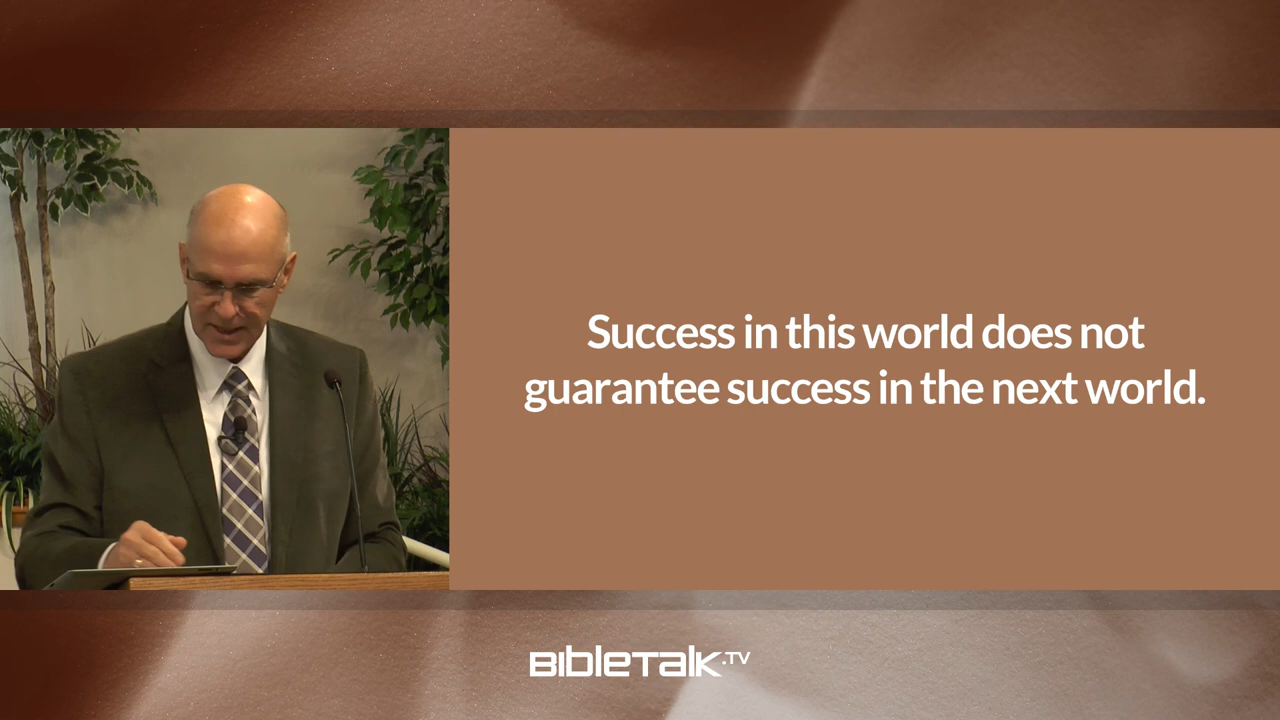 Success in this world does not
guarantee success in the next world.
BIBLETALK.TV